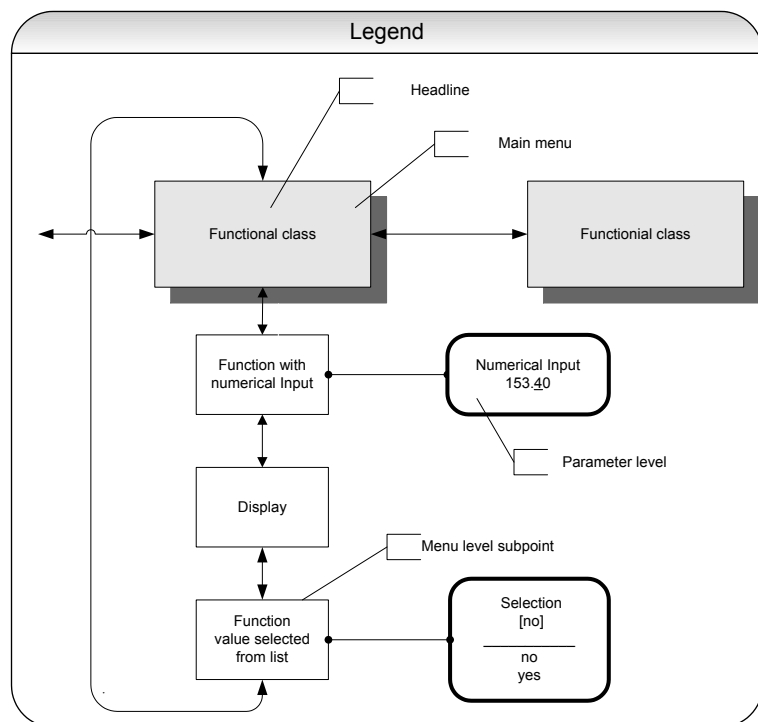 Legend
Headline
Main menu
Functional class
Functionial class
Function with
numerical Input
Numerical Input
153.40
Parameter level
Display
Menu level subpoint
Function
value selected
from list
Selection
[no]
no
yes